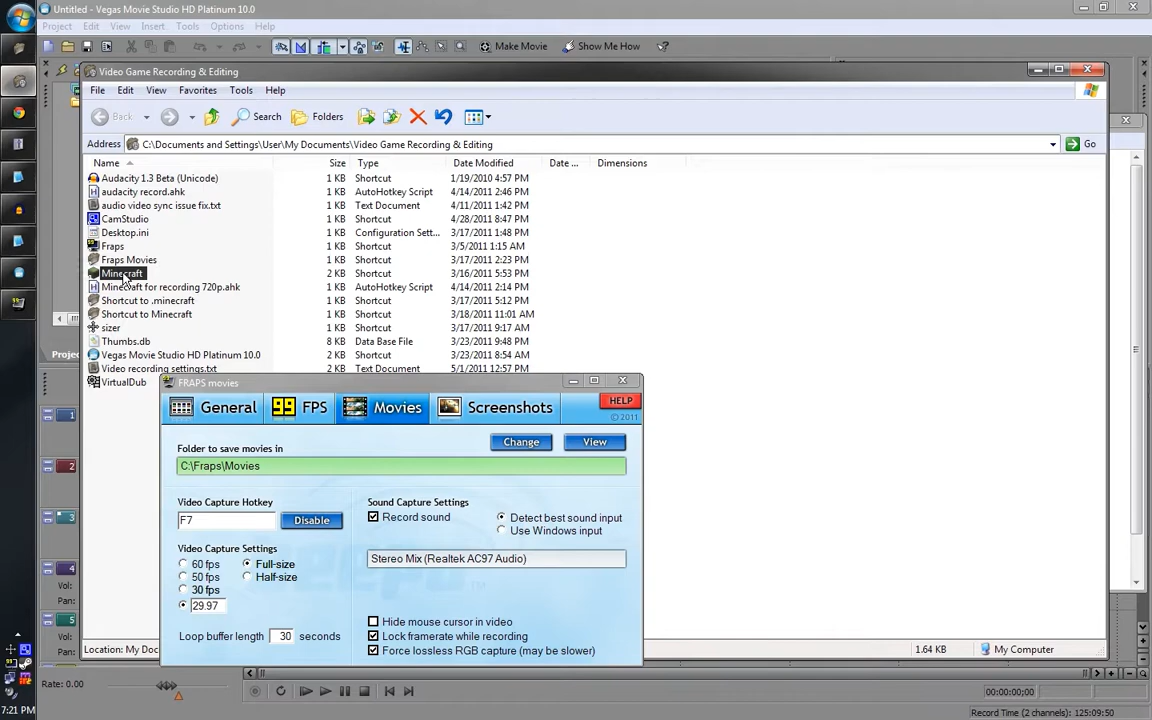 Untitled - Vegas Movie Studio HD Platinum 10.0
Project Edit View Insert Tools Options Help
Make Movie Show Me How
Video Game Recording & Editing
File Edit View Favorites Tools Help
Back Search Folders
Address C:\Documents and Settings\User\My Documents\Video Game Recording & Editing Go
Name Size Type Date Modified Date ... Dimensions
Audacity 1.3 Beta (Unicode) 1 KB Shortcut 1/19/2010 4:57 PM
audacity record.ahk 1 KB AutoHotkey Script 4/14/2011 2:46 PM
audio video sync issue fix.txt 1 KB Text Document 4/11/2011 1:42 PM
CamStudio 1 KB Shortcut 4/28/2011 8:47 PM
Desktop.ini 1 KB Configuration Sett... 3/17/2011 1:48 PM
Fraps 1 KB Shortcut 3/5/2011 1:15 AM
Fraps Movies 1 KB Shortcut 3/17/2011 2:23 PM
Minecraft 2 KB Shortcut 3/16/2011 5:53 PM
Minecraft for recording 720p.ahk 1 KB AutoHotkey Script 4/14/2011 2:14 PM
Shortcut to .minecraft 1 KB Shortcut 3/17/2011 5:12 PM
Shortcut to Minecraft 1 KB Shortcut 3/18/2011 11:01 AM
sizer 1 KB Shortcut 3/17/2011 9:17 AM
Thumbs.db 8 KB Data Base File 3/23/2011 9:48 PM
Vegas Movie Studio HD Platinum 10.0 2 KB Shortcut 3/23/2011 8:54 AM
Video recording settings.txt 2 KB Text Document 5/1/2011 12:57 PM
VirtualDub
Projec
FRAPS movies
General 99 FPS Movies Screenshots HELP
© 2011
Folder to save movies in Change View
C:\Fraps\Movies
Video Capture Hotkey Sound Capture Settings
F7 Disable Record sound Detect best sound input
Use Windows input
Video Capture Settings
60 fps Full-size Stereo Mix (Realtek AC97 Audio)
50 fps Half-size
30 fps
29.97
Hide mouse cursor in video
Loop buffer length 30 seconds Lock framerate while recording
Force lossless RGB capture (may be slower)
1
2
3
4
Vol:
Pan:
5
Vol:
Pan:
Location: My Doc 1.64 KB My Computer
Rate: 0.00 00:00:00;00
7:21 PM Record Time (2 channels): 125:09:50